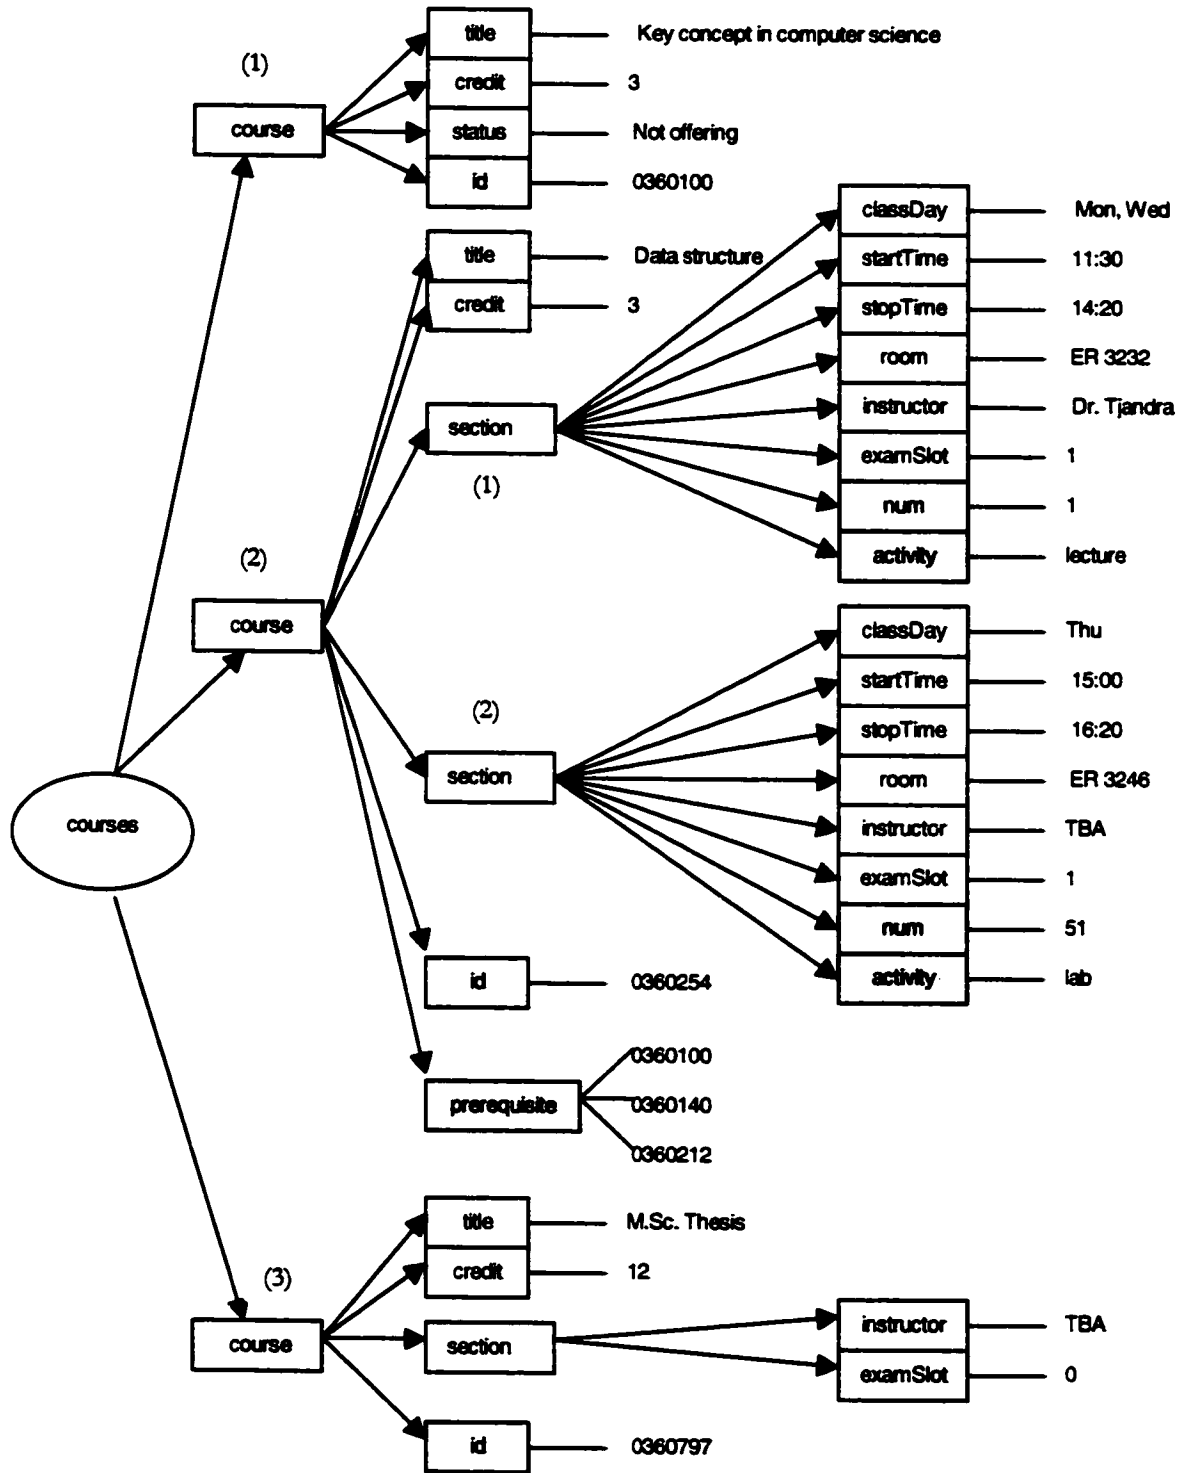 title Key concept in computer science
(1)
credit 3
course
status Not offering
id 0360100
classDay Mon, Wed
title Data structure
startTime 11:30
credit 3
stopTime 14:20
room ER 3232
section
instructor Dr. Tjandra
(1)
examSlot 1
num 1
activity lecture
(2)
course
classDay Thu
startTime 15:00
(2)
stopTime 16:20
section
room ER 3246
courses
instructor TBA
examSlot 1
num 51
activity lab
id 0360254
0360100
prerequisite 0360140
0360212
title M.Sc. Thesis
credit 12
(3)
course
section
instructor TBA
examSlot 0
id 0360797